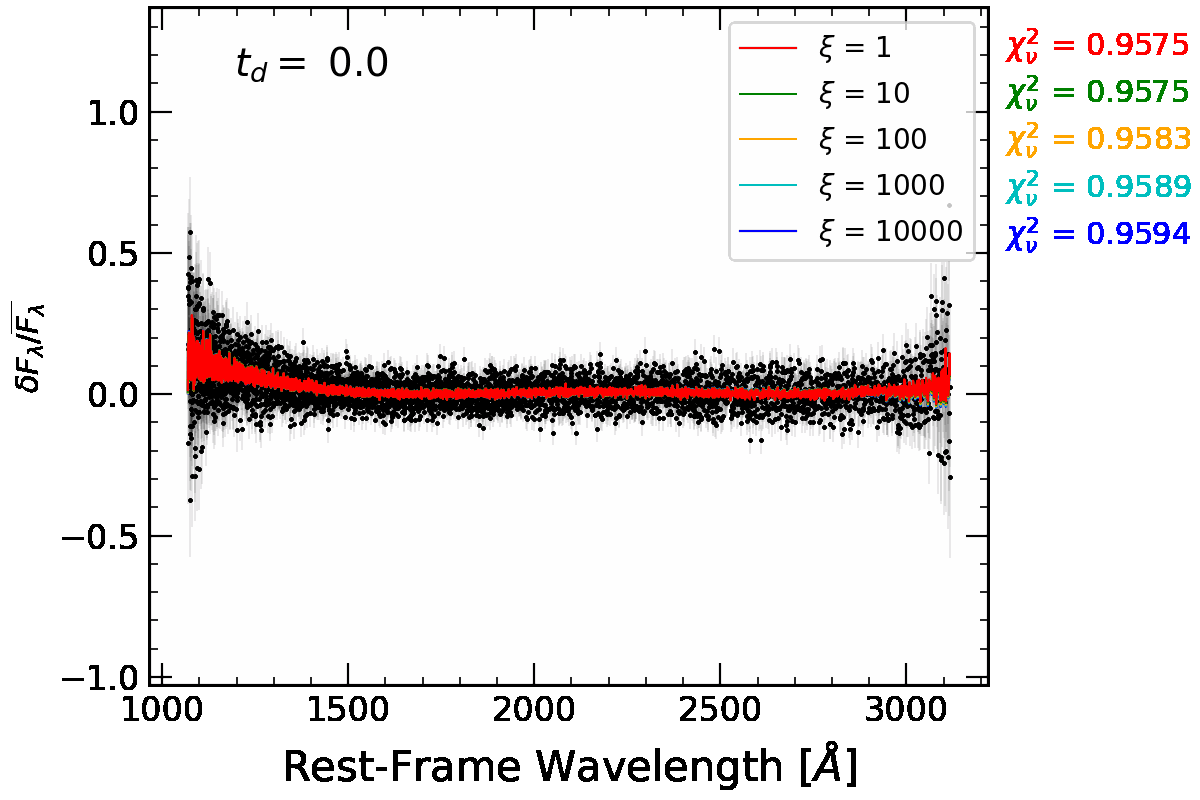 t_d = 0.0
ξ = 1
ξ = 10
ξ = 100
ξ = 1000
ξ = 10000
χ²_ν = 0.9575
χ²_ν = 0.9575
χ²_ν = 0.9583
χ²_ν = 0.9589
χ²_ν = 0.9594
1.0
0.5
0.0
−0.5
−1.0
δF_λ/F̅_λ̅
1000
1500
2000
2500
3000
Rest-Frame Wavelength [Å]